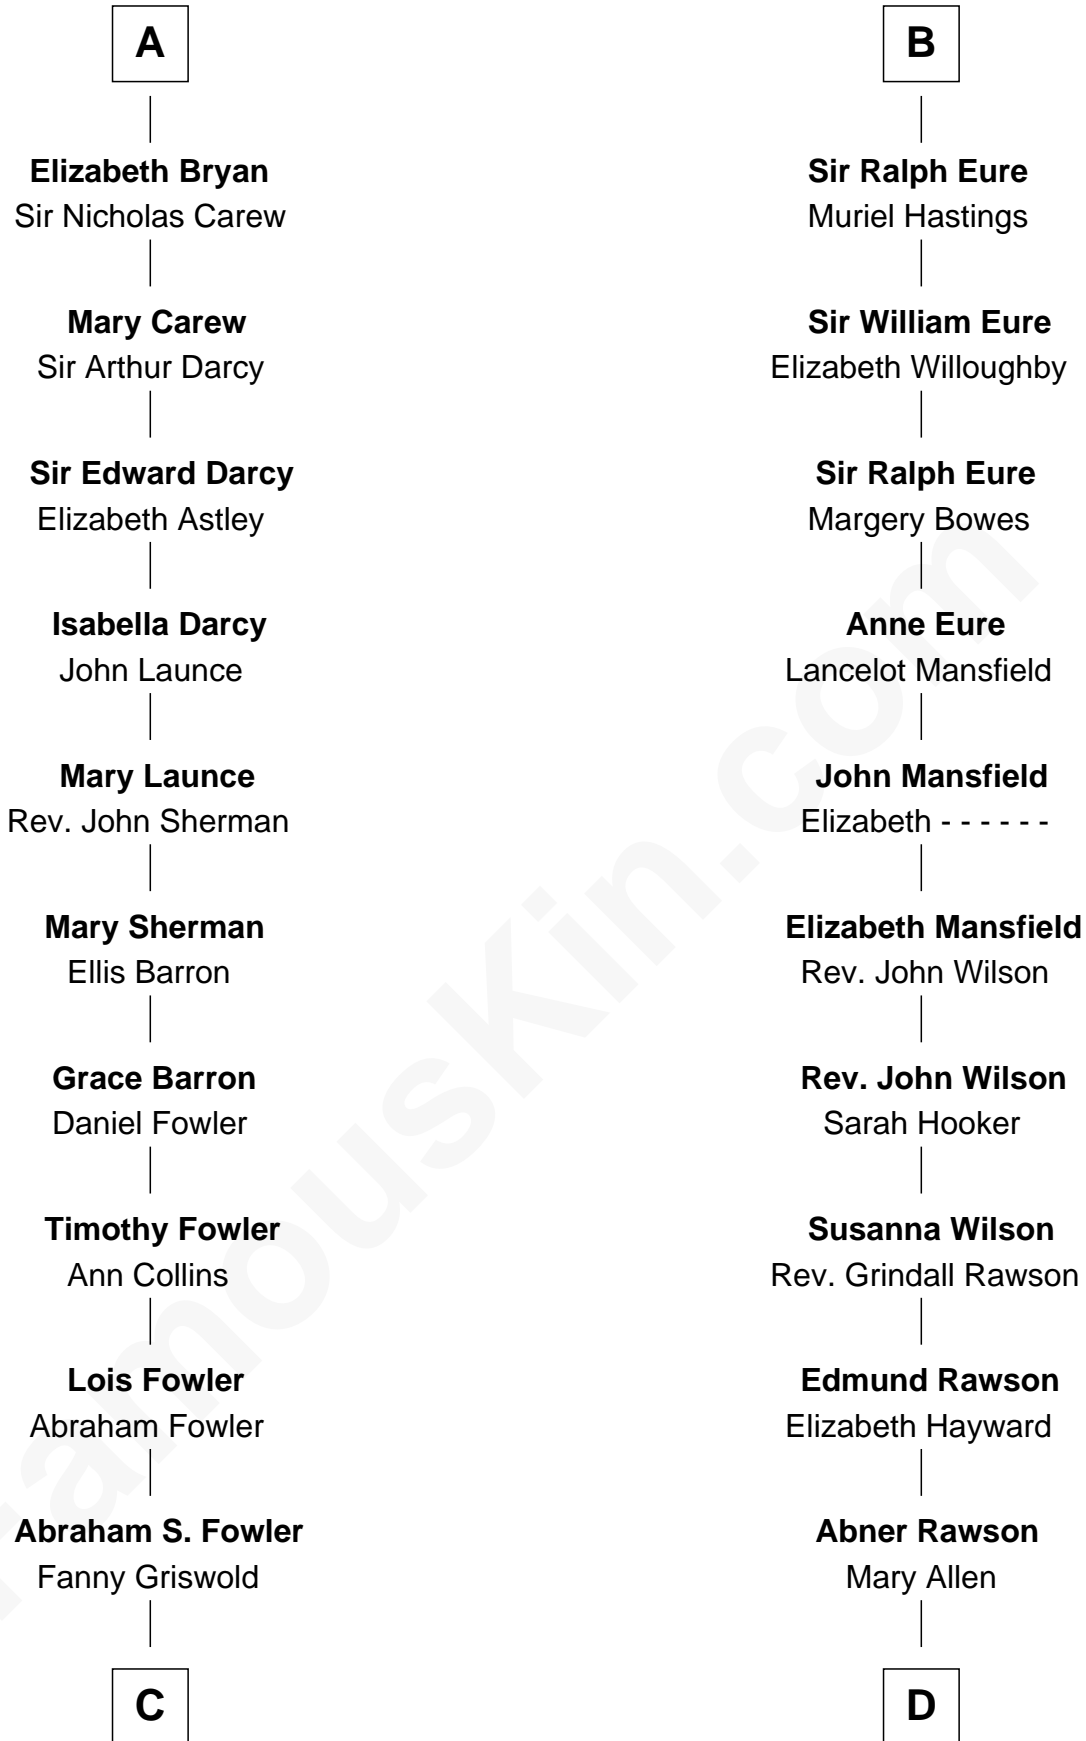 A
Elizabeth Bryan
Sir Nicholas Carew
Mary Carew
Sir Arthur Darcy
Sir Edward Darcy
Elizabeth Astley
Isabella Darcy
John Launce
Mary Launce
Rev. John Sherman
Mary Sherman
Ellis Barron
Grace Barron
Daniel Fowler
Timothy Fowler
Ann Collins
Lois Fowler
Abraham Fowler
Abraham S. Fowler
Fanny Griswold
C
B
Sir Ralph Eure
Muriel Hastings
Sir William Eure
Elizabeth Willoughby
Sir Ralph Eure
Margery Bowes
Anne Eure
Lancelot Mansfield
John Mansfield
Elizabeth - - - - - -
Elizabeth Mansfield
Rev. John Wilson
Rev. John Wilson
Sarah Hooker
Susanna Wilson
Rev. Grindall Rawson
Edmund Rawson
Elizabeth Hayward
Abner Rawson
Mary Allen
D
FamousKin.com